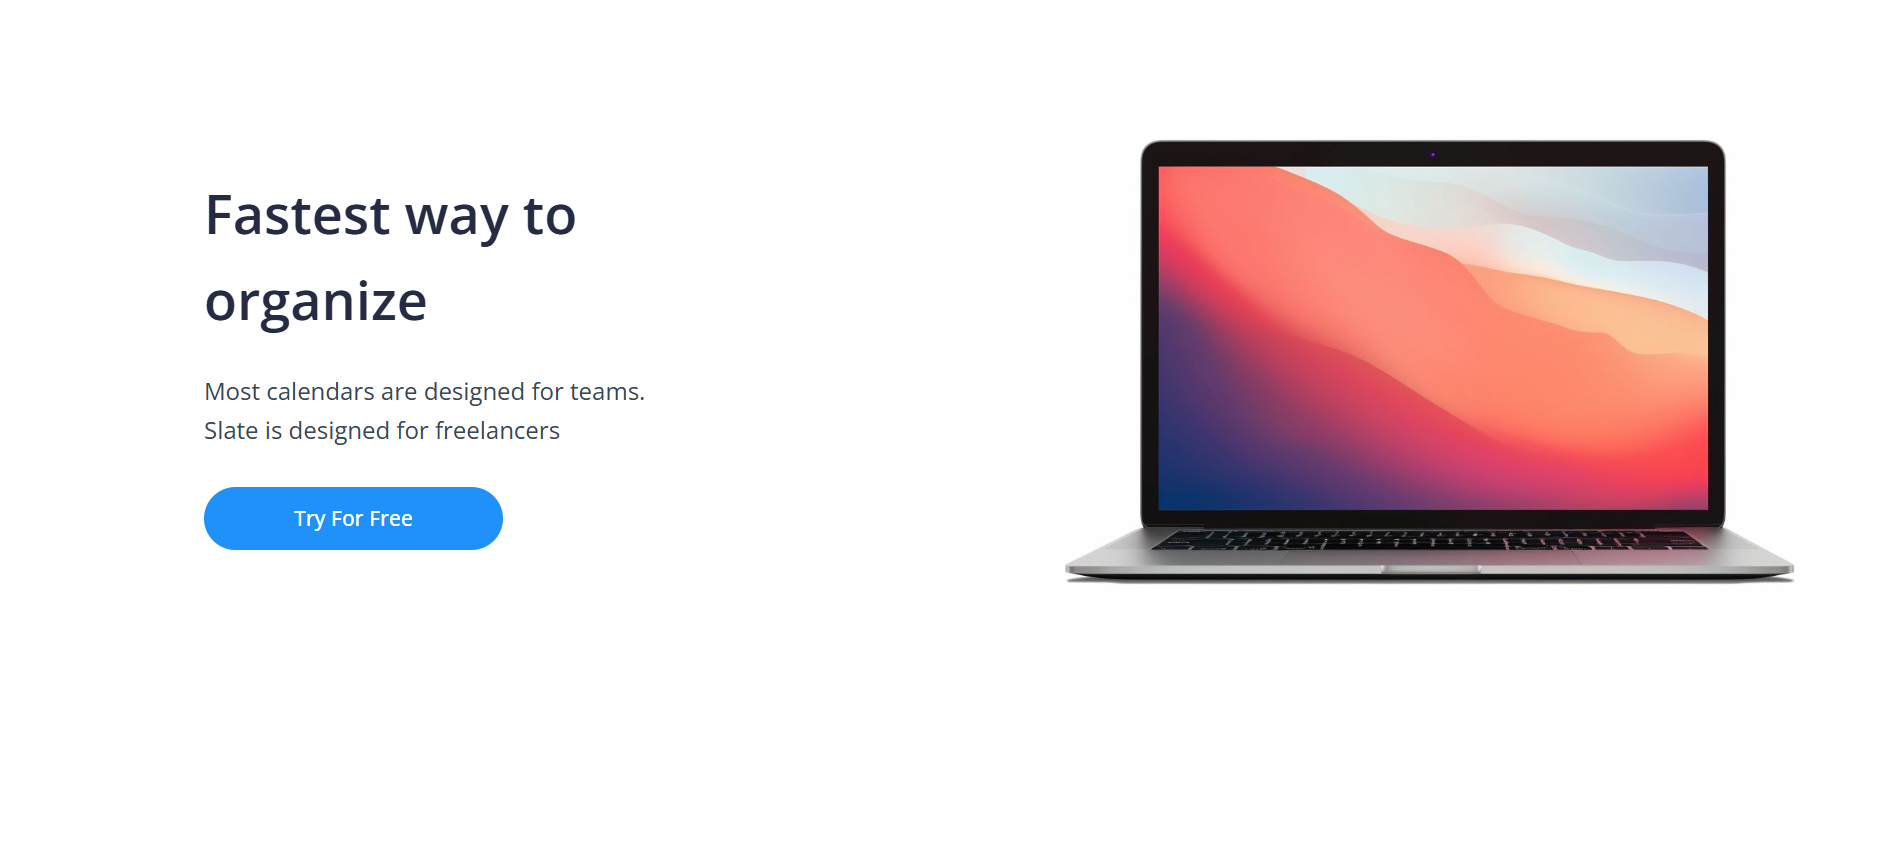 Fastest way to
organize
Most calendars are designed for teams.
Slate is designed for freelancers
Try For Free